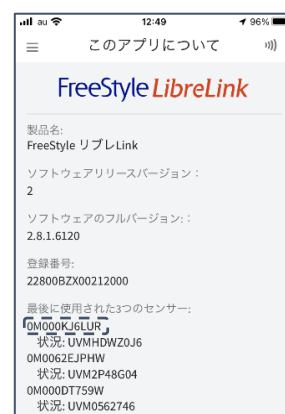 au 12:49 96%
このアプリについて
FreeStyle LibreLink
製品名:
FreeStyle リブレLink
ソフトウェアリリースバージョン：
2
ソフトウェアのフルバージョン:：
2.8.1.6120
登録番号:
22800BZX00212000
最後に使用された3つのセンサー:
0M000KJ6LUR
状況: UVMHDWZ0J6
0M0062EJPHW
状況: UVM2P48G04
0M000DT759W
状況: UVM0562746